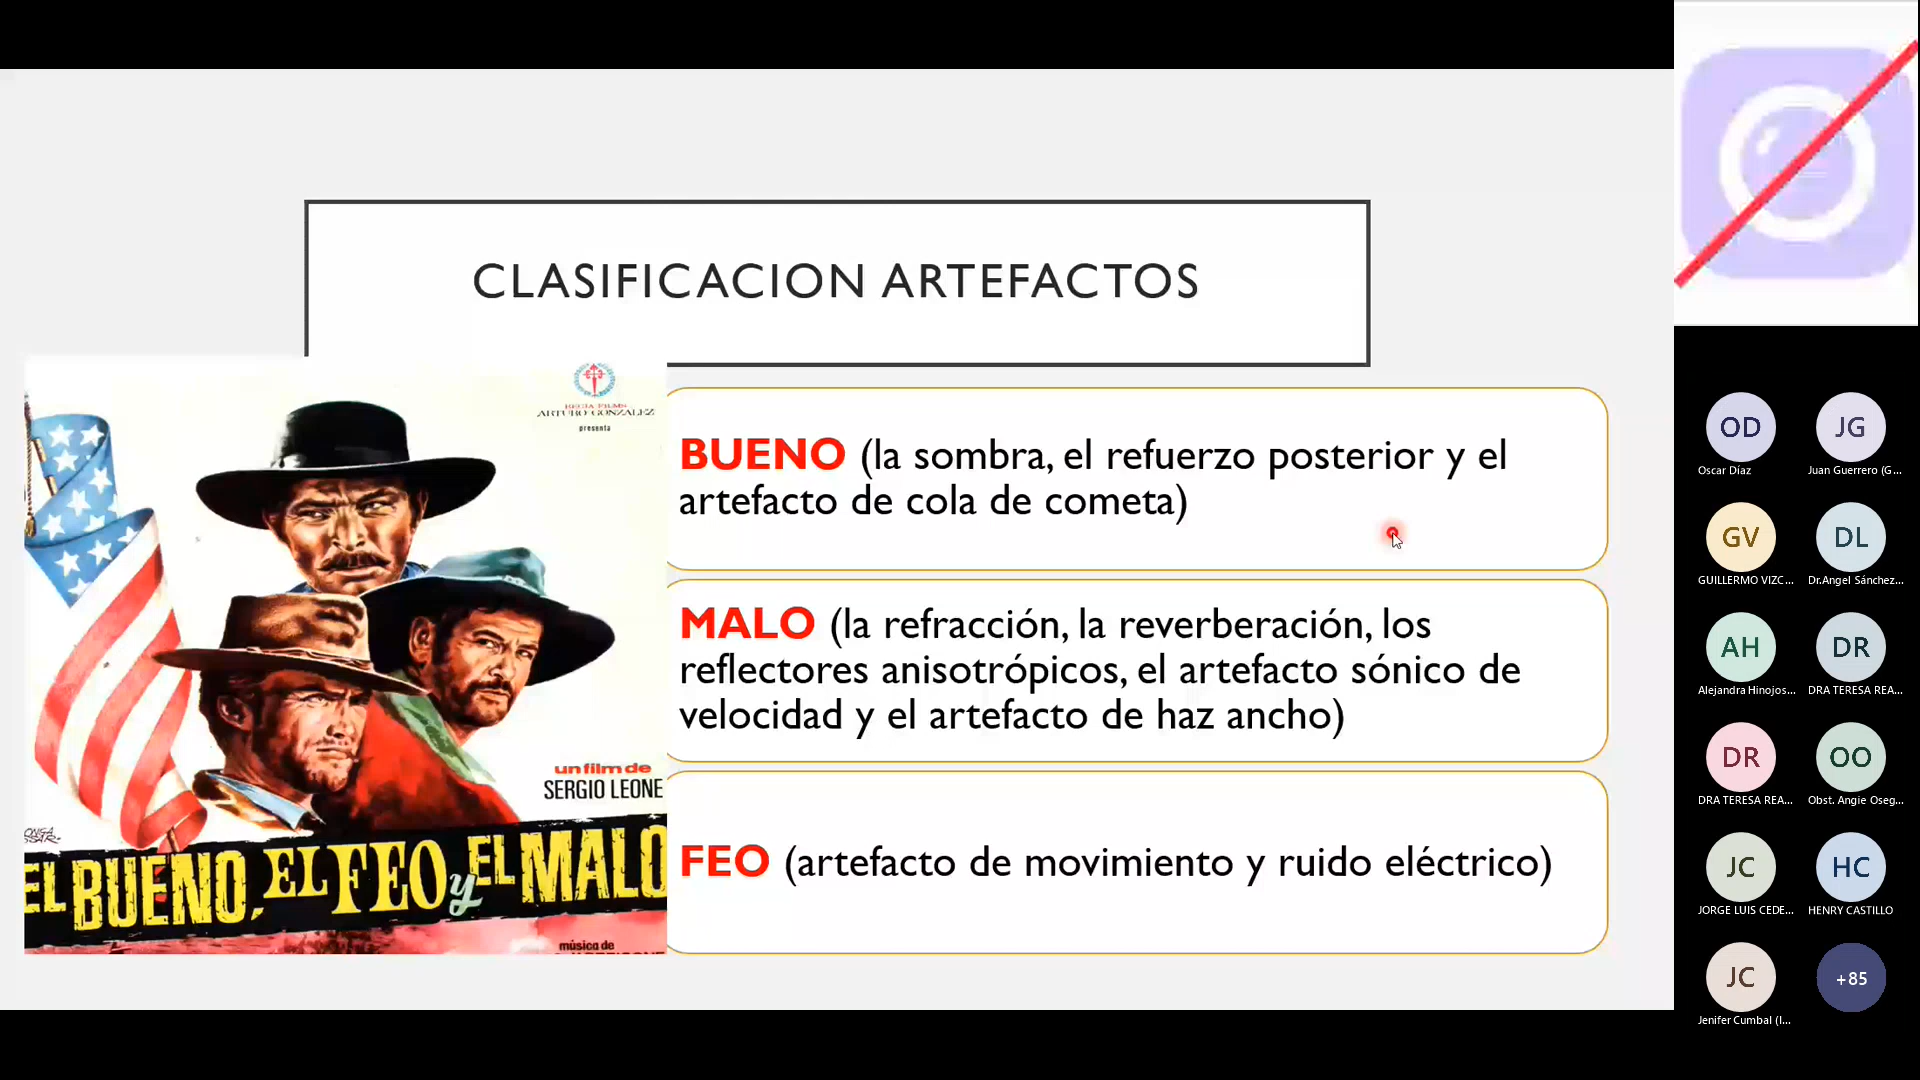 CLASIFICACION ARTEFACTOS
REGIA FILMS
ARTURO GONZALEZ
presenta
BUENO (la sombra, el refuerzo posterior y el
artefacto de cola de cometa)
MALO (la refracción, la reverberación, los
reflectores anisotrópicos, el artefacto sónico de
velocidad y el artefacto de haz ancho)
FEO (artefacto de movimiento y ruido eléctrico)
un film de
SERGIO LEONE
EL BUENO, EL FEO y EL MALO
música de
OD
Oscar Díaz
JG
Juan Guerrero (G...
GV
GUILLERMO VIZC...
DL
Dr.Angel Sánchez...
AH
Alejandra Hinojos...
DR
DRA TERESA REA...
DR
DRA TERESA REA...
OO
Obst. Angie Oseg...
JC
JORGE LUIS CEDE...
HC
HENRY CASTILLO
JC
Jenifer Cumbal (I...
+85